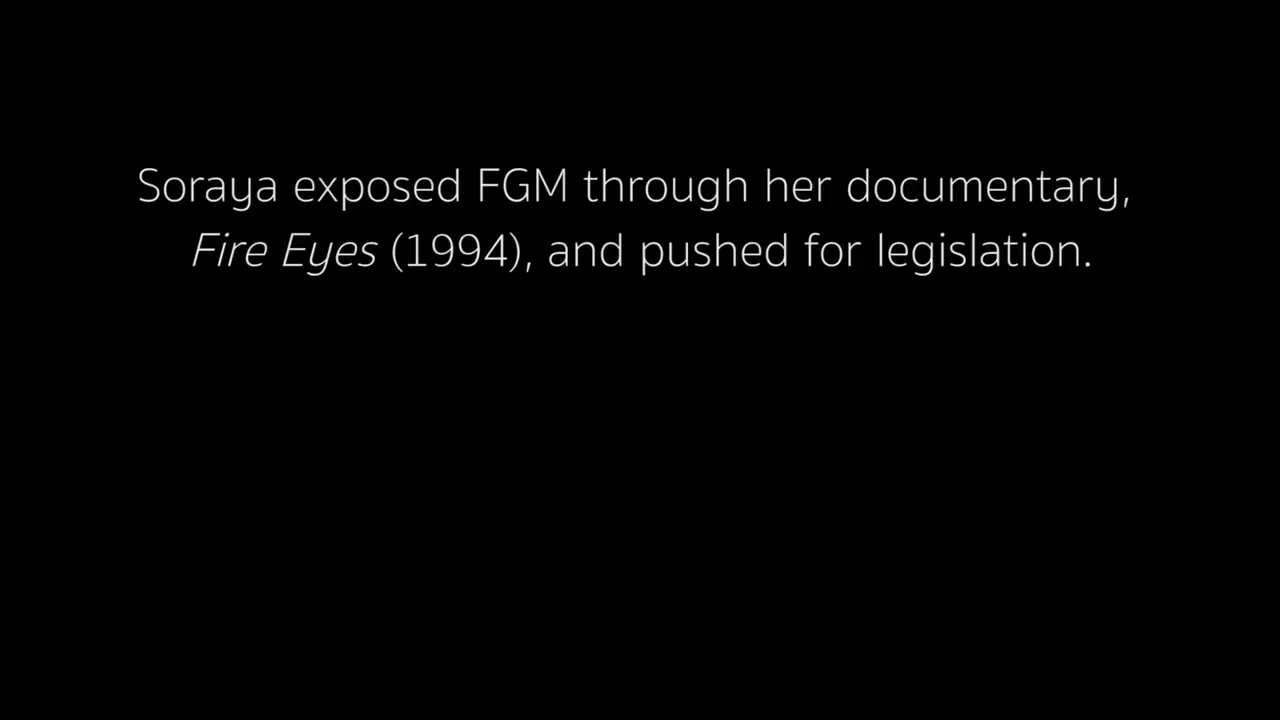 Soraya exposed FGM through her documentary,
Fire Eyes (1994), and pushed for legislation.